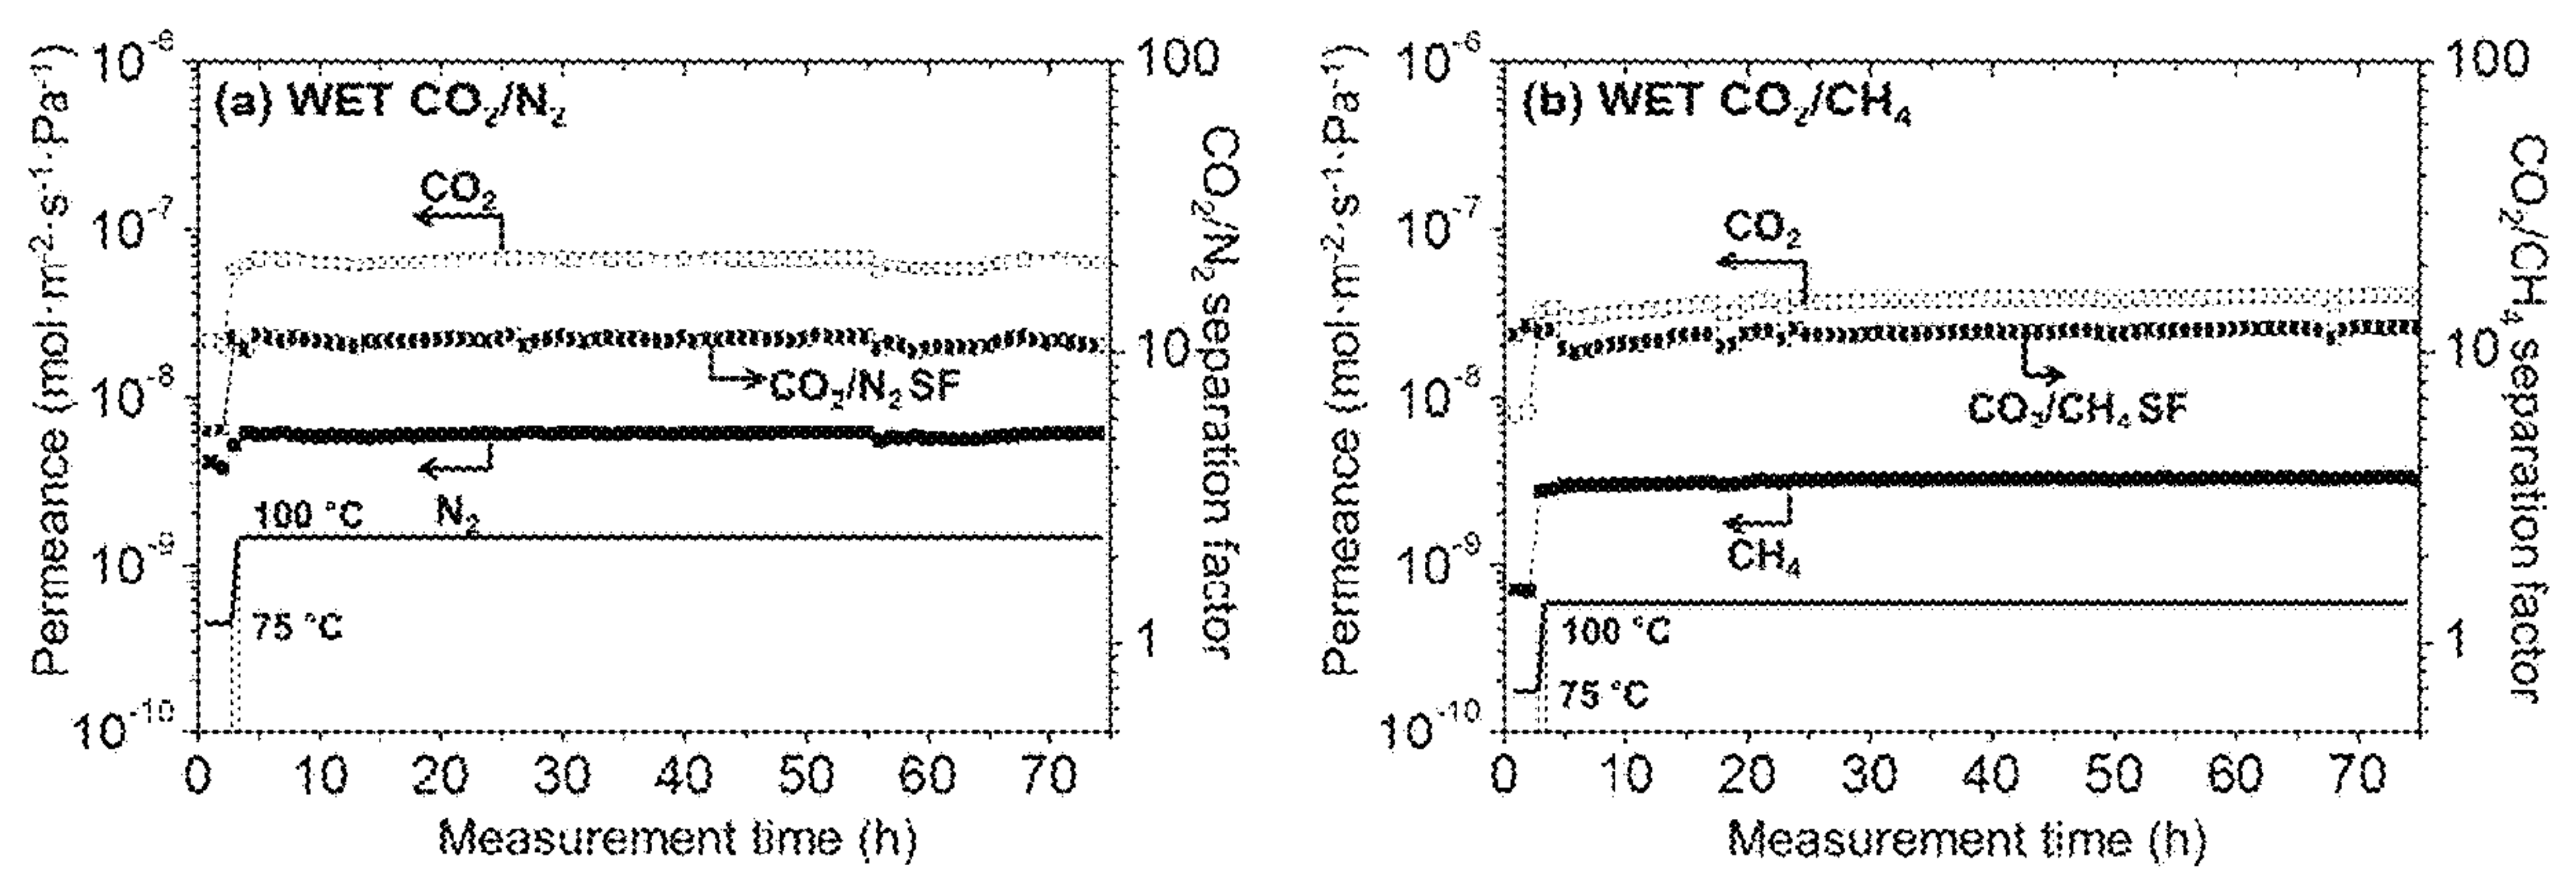 Permeance (mol·m⁻²·s⁻¹·Pa⁻¹)
10⁻⁶
10⁻⁷
10⁻⁸
10⁻⁹
10⁻¹⁰
(a) WET CO₂/N₂
CO₂
CO₂/N₂ SF
N₂
100 °C
75 °C
100
10
1
CO₂/N₂ separation factor
0 10 20 30 40 50 60 70
Measurement time (h)
Permeance (mol·m⁻²·s⁻¹·Pa⁻¹)
10⁻⁶
10⁻⁷
10⁻⁸
10⁻⁹
10⁻¹⁰
(b) WET CO₂/CH₄
CO₂
CO₂/CH₄ SF
CH₄
100 °C
75 °C
100
10
1
CO₂/CH₄ separation factor
0 10 20 30 40 50 60 70
Measurement time (h)